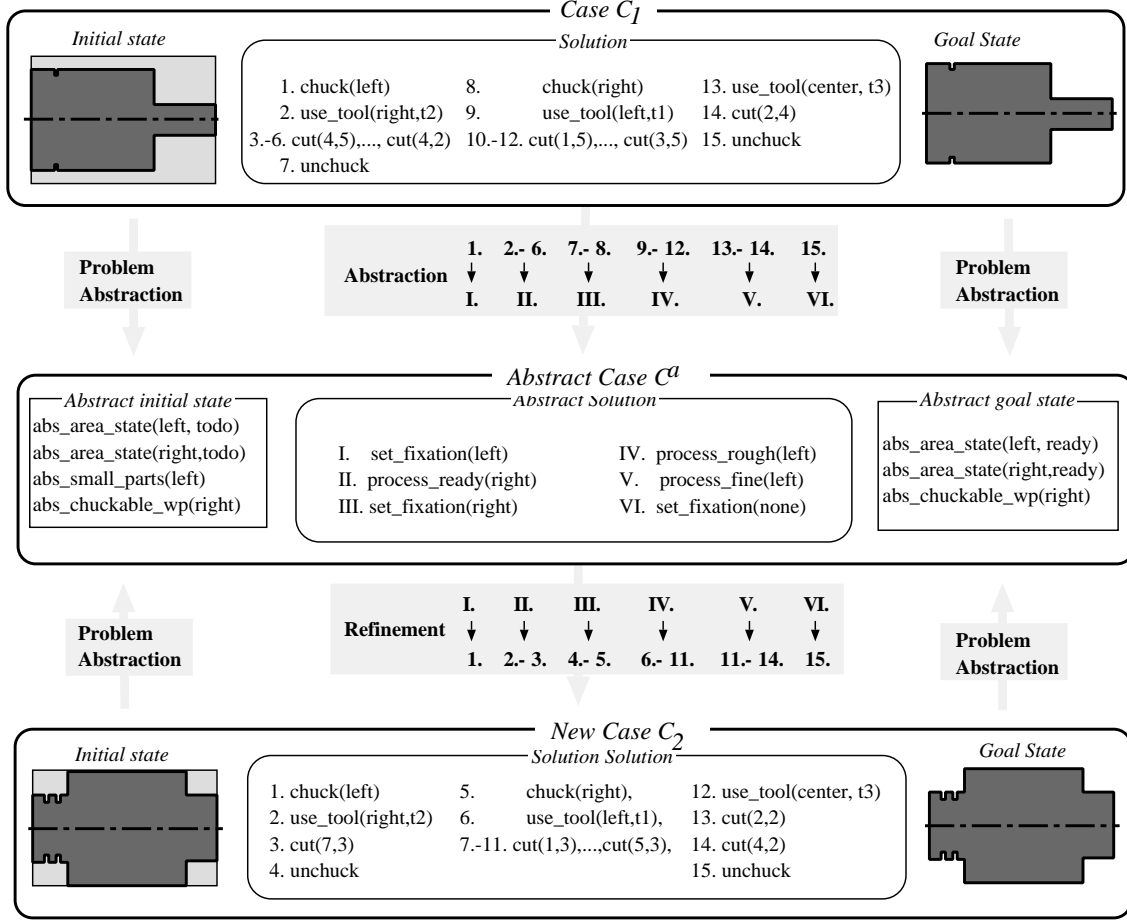 Case C1
Initial state
Solution
Goal State
1. chuck(left)
2. use_tool(right,t2)
3.-6. cut(4,5),..., cut(4,2)
7. unchuck
8. chuck(right)
9. use_tool(left,t1)
10.-12. cut(1,5),..., cut(3,5)
13. use_tool(center, t3)
14. cut(2,4)
15. unchuck
Problem
Abstraction
Abstraction
1. 2.- 6. 7.- 8. 9.- 12. 13.- 14. 15.
I. II. III. IV. V. VI.
Problem
Abstraction
Abstract Case Ca
Abstract initial state
abs_area_state(left, todo)
abs_area_state(right,todo)
abs_small_parts(left)
abs_chuckable_wp(right)
Abstract Solution
I. set_fixation(left)
II. process_ready(right)
III. set_fixation(right)
IV. process_rough(left)
V. process_fine(left)
VI. set_fixation(none)
Abstract goal state
abs_area_state(left, ready)
abs_area_state(right,ready)
abs_chuckable_wp(right)
Problem
Abstraction
Refinement
I. II. III. IV. V. VI.
1. 2.- 3. 4.- 5. 6.- 11. 11.- 14. 15.
Problem
Abstraction
New Case C2
Initial state
Solution Solution
Goal State
1. chuck(left)
2. use_tool(right,t2)
3. cut(7,3)
4. unchuck
5. chuck(right),
6. use_tool(left,t1),
7.-11. cut(1,3),...,cut(5,3),
12. use_tool(center, t3)
13. cut(2,2)
14. cut(4,2)
15. unchuck